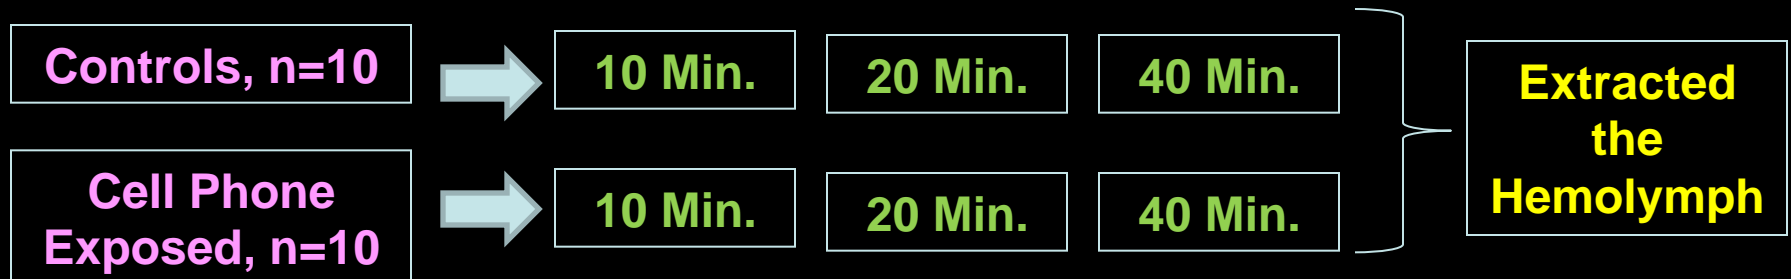 Controls, n=10
10 Min.
20 Min.
40 Min.
Cell Phone
Exposed, n=10
10 Min.
20 Min.
40 Min.
Extracted
the
Hemolymph